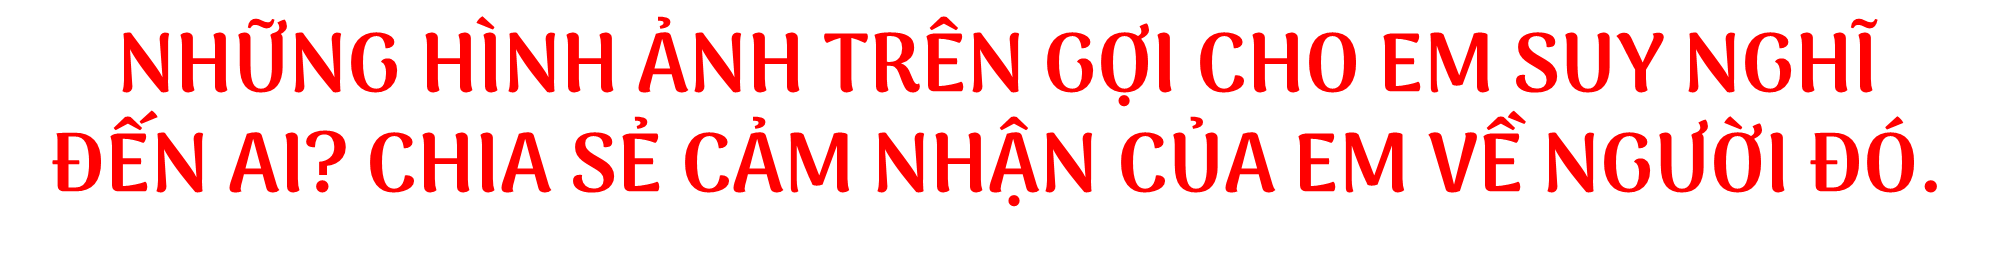 NHỮNG HÌNH ẢNH TRÊN GỢI CHO EM SUY NGHĨ
ĐẾN AI? CHIA SẺ CẢM NHẬN CỦA EM VỀ NGƯỜI ĐÓ.